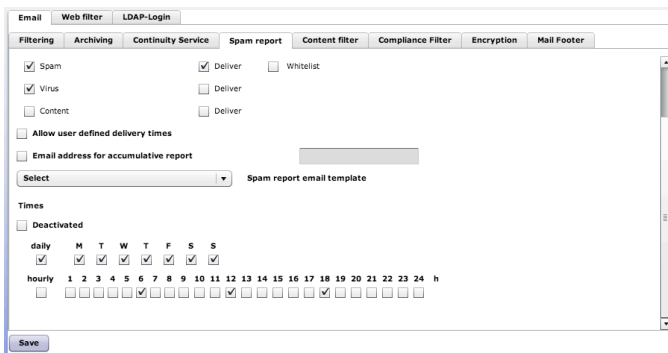 Email Web filter LDAP-Login
Filtering Archiving Continuity Service Spam report Content filter Compliance Filter Encryption Mail Footer
Spam Deliver Whitelist
Virus Deliver
Content Deliver
Allow user defined delivery times
Email address for accumulative report
Select Spam report email template
Times
Deactivated
daily M T W T F S S
hourly 1 2 3 4 5 6 7 8 9 10 11 12 13 14 15 16 17 18 19 20 21 22 23 24 h
Save